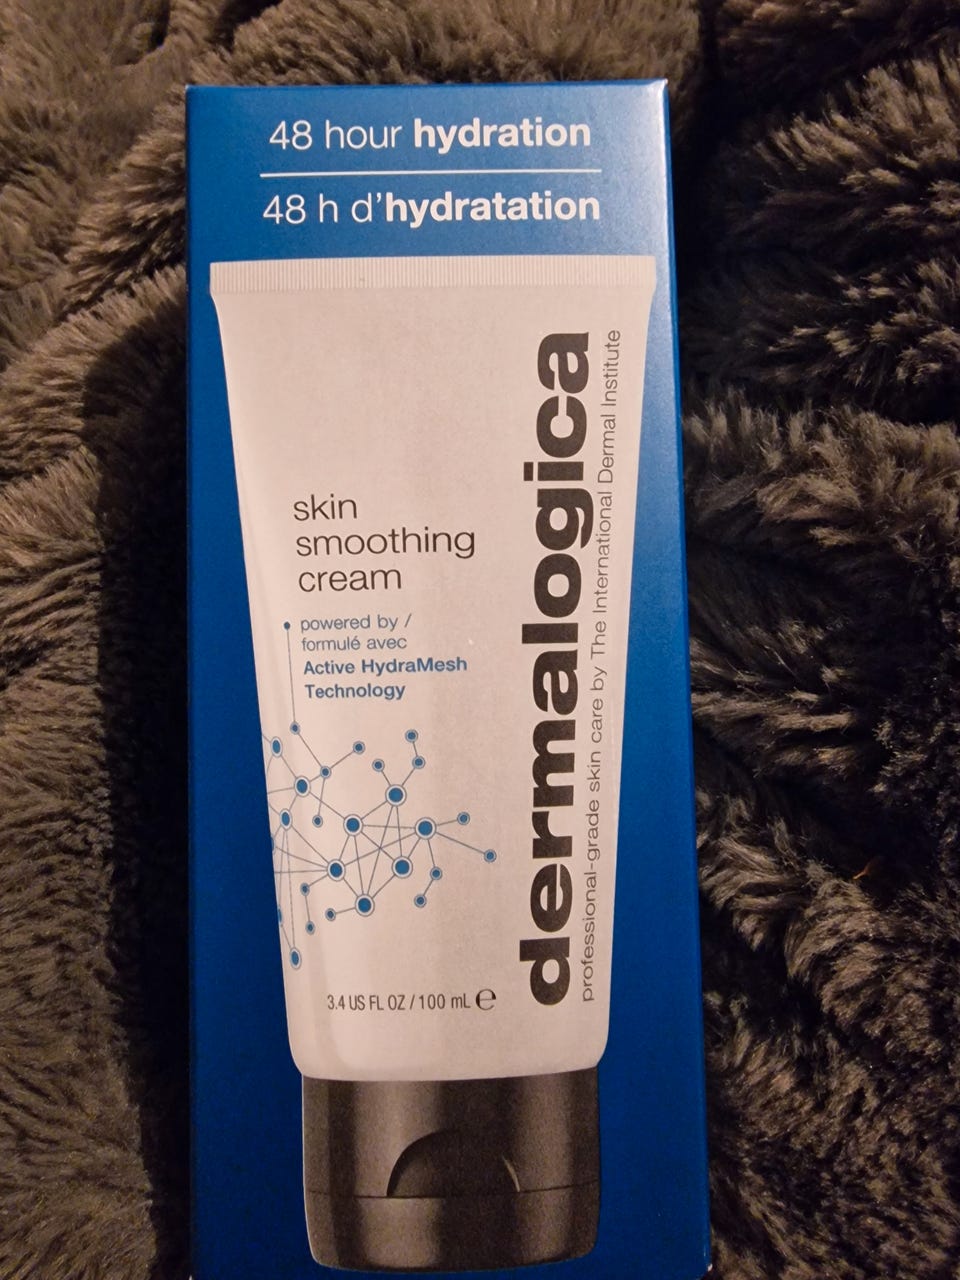 48 hour hydration
48 h d'hydratation
skin
smoothing
cream
powered by /
formulé avec
Active HydraMesh
Technology
3.4 US FL OZ / 100 mL ℮
dermalogica
professional-grade skin care by The International Dermal Institute